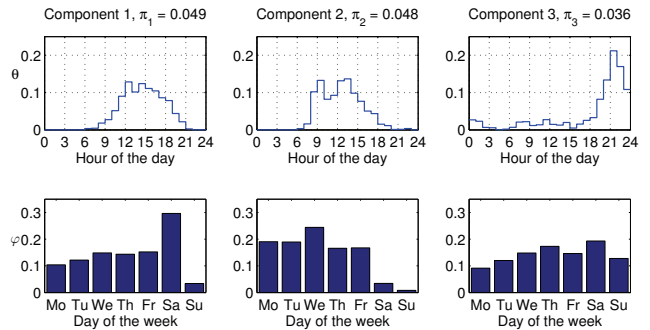 Component 1, π1 = 0.049
Component 2, π2 = 0.048
Component 3, π3 = 0.036
θ
0.2
0.1
0
0 3 6 9 12 15 18 21 24
Hour of the day
0.2
0.1
0
0 3 6 9 12 15 18 21 24
Hour of the day
0.2
0.1
0
0 3 6 9 12 15 18 21 24
Hour of the day
φ
0.3
0.2
0.1
0
Mo Tu We Th Fr Sa Su
Day of the week
0.3
0.2
0.1
0
Mo Tu We Th Fr Sa Su
Day of the week
0.3
0.2
0.1
0
Mo Tu We Th Fr Sa Su
Day of the week